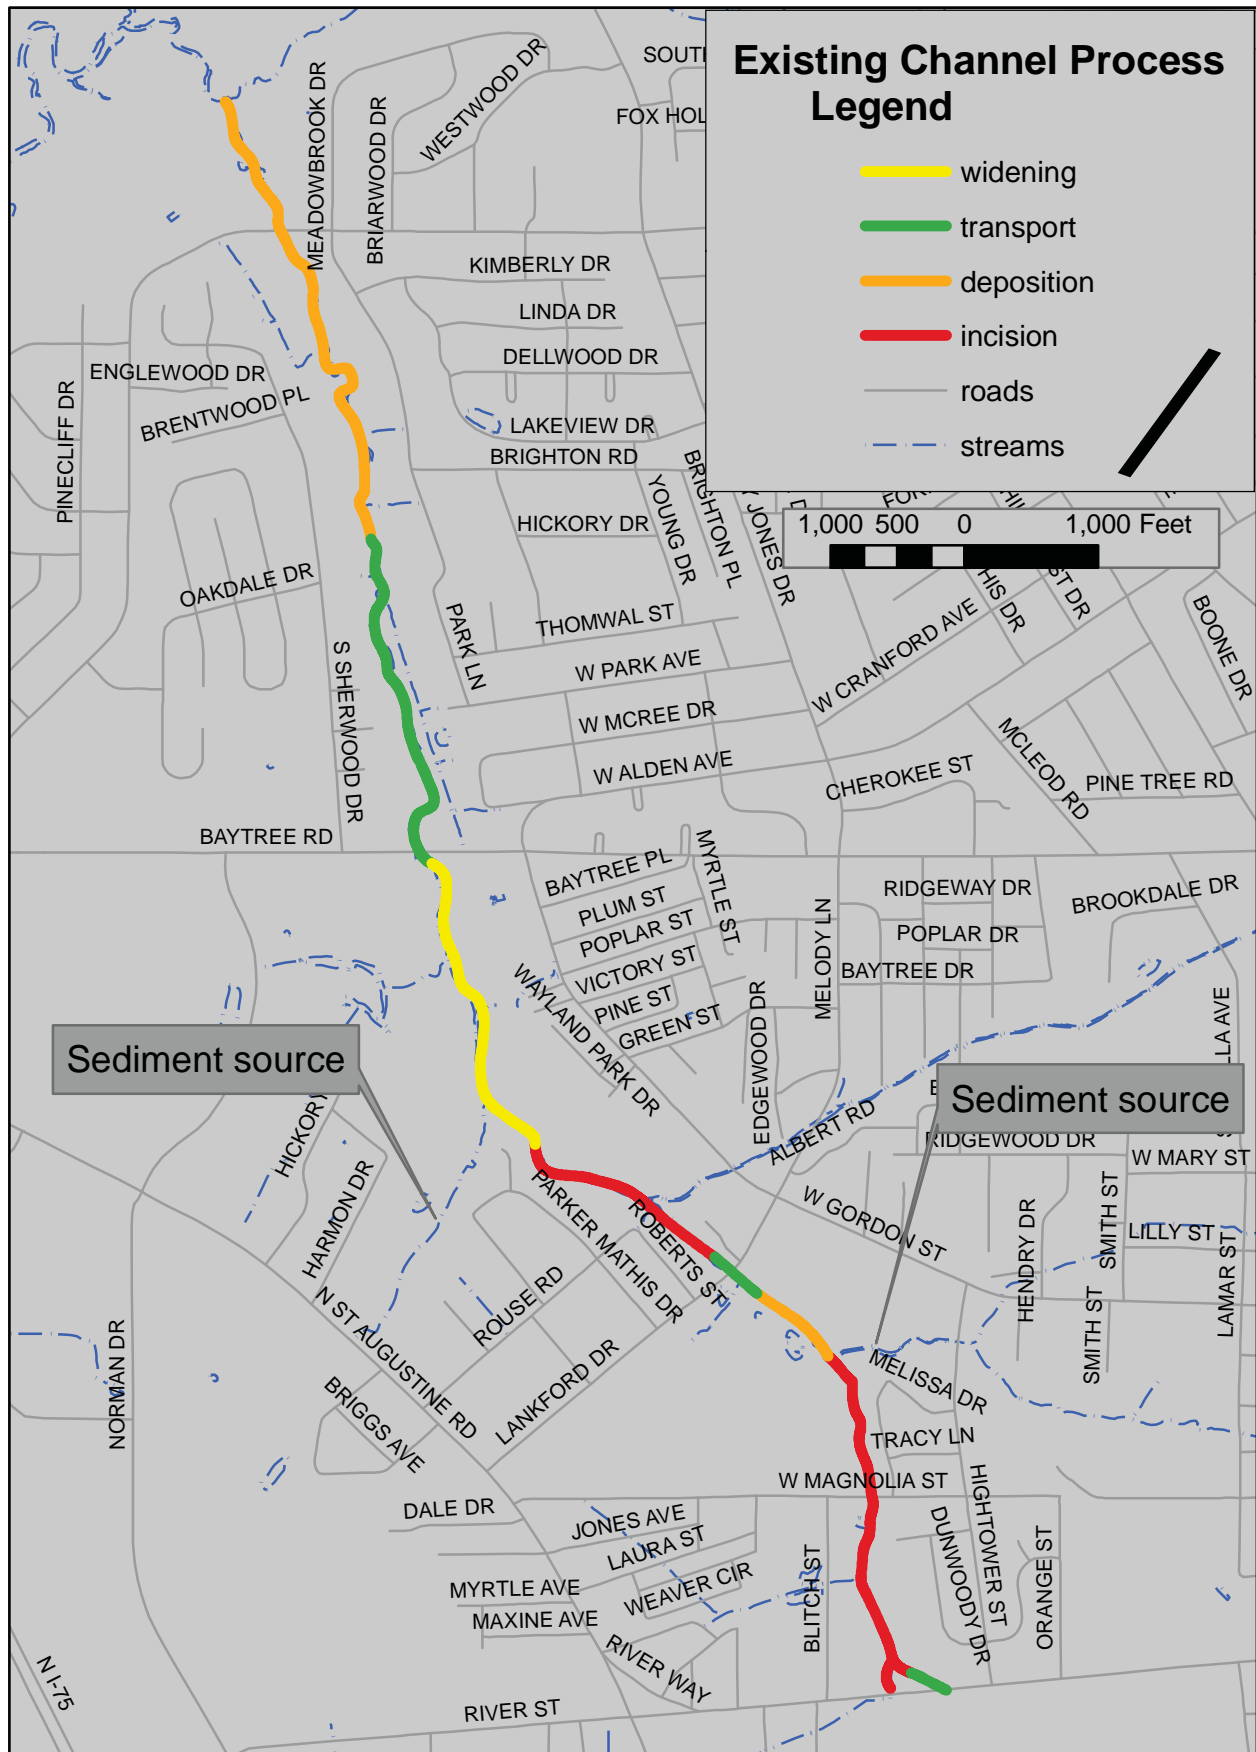 Existing Channel Process
Legend
widening
transport
deposition
incision
roads
streams
1,000 500 0 1,000 Feet
SOUTH
FOX HOL
WESTWOOD DR
MEADOWBROOK DR
BRIARWOOD DR
KIMBERLY DR
LINDA DR
DELLWOOD DR
LAKEVIEW DR
BRIGHTON RD
ENGLEWOOD DR
BRENTWOOD PL
PINECLIFF DR
HICKORY DR
YOUNG DR
BRIGHTON PL
Y JONES DR
FOR
HIS DR
ST DR
BOONE DR
OAKDALE DR
PARK LN
THOMWAL ST
W PARK AVE
W CRANFORD AVE
S SHERWOOD DR
W MCREE DR
W ALDEN AVE
MCLEOD RD
CHEROKEE ST
PINE TREE RD
BAYTREE RD
BAYTREE PL
MYRTLE ST
PLUM ST
POPLAR ST
VICTORY ST
PINE ST
GREEN ST
WAYLAND PARK DR
EDGEWOOD DR
MELODY LN
RIDGEWAY DR
POPLAR DR
BAYTREE DR
BROOKDALE DR
LLA AVE
Sediment source
Sediment source
HICKORY
HARMON DR
ALBERT RD
RIDGEWOOD DR
W MARY ST
SMITH ST
LILLY ST
W GORDON ST
HENDRY DR
SMITH ST
LAMAR ST
PARKER MATHIS DR
ROBERTS ST
ROUSE RD
N ST AUGUSTINE RD
LANKFORD DR
NORMAN DR
BRIGGS AVE
MELISSA DR
TRACY LN
W MAGNOLIA ST
HIGHTOWER ST
DUNWOODY DR
ORANGE ST
BLITCH ST
DALE DR
JONES AVE
LAURA ST
WEAVER CIR
MYRTLE AVE
MAXINE AVE
RIVER WAY
RIVER ST
N I-75